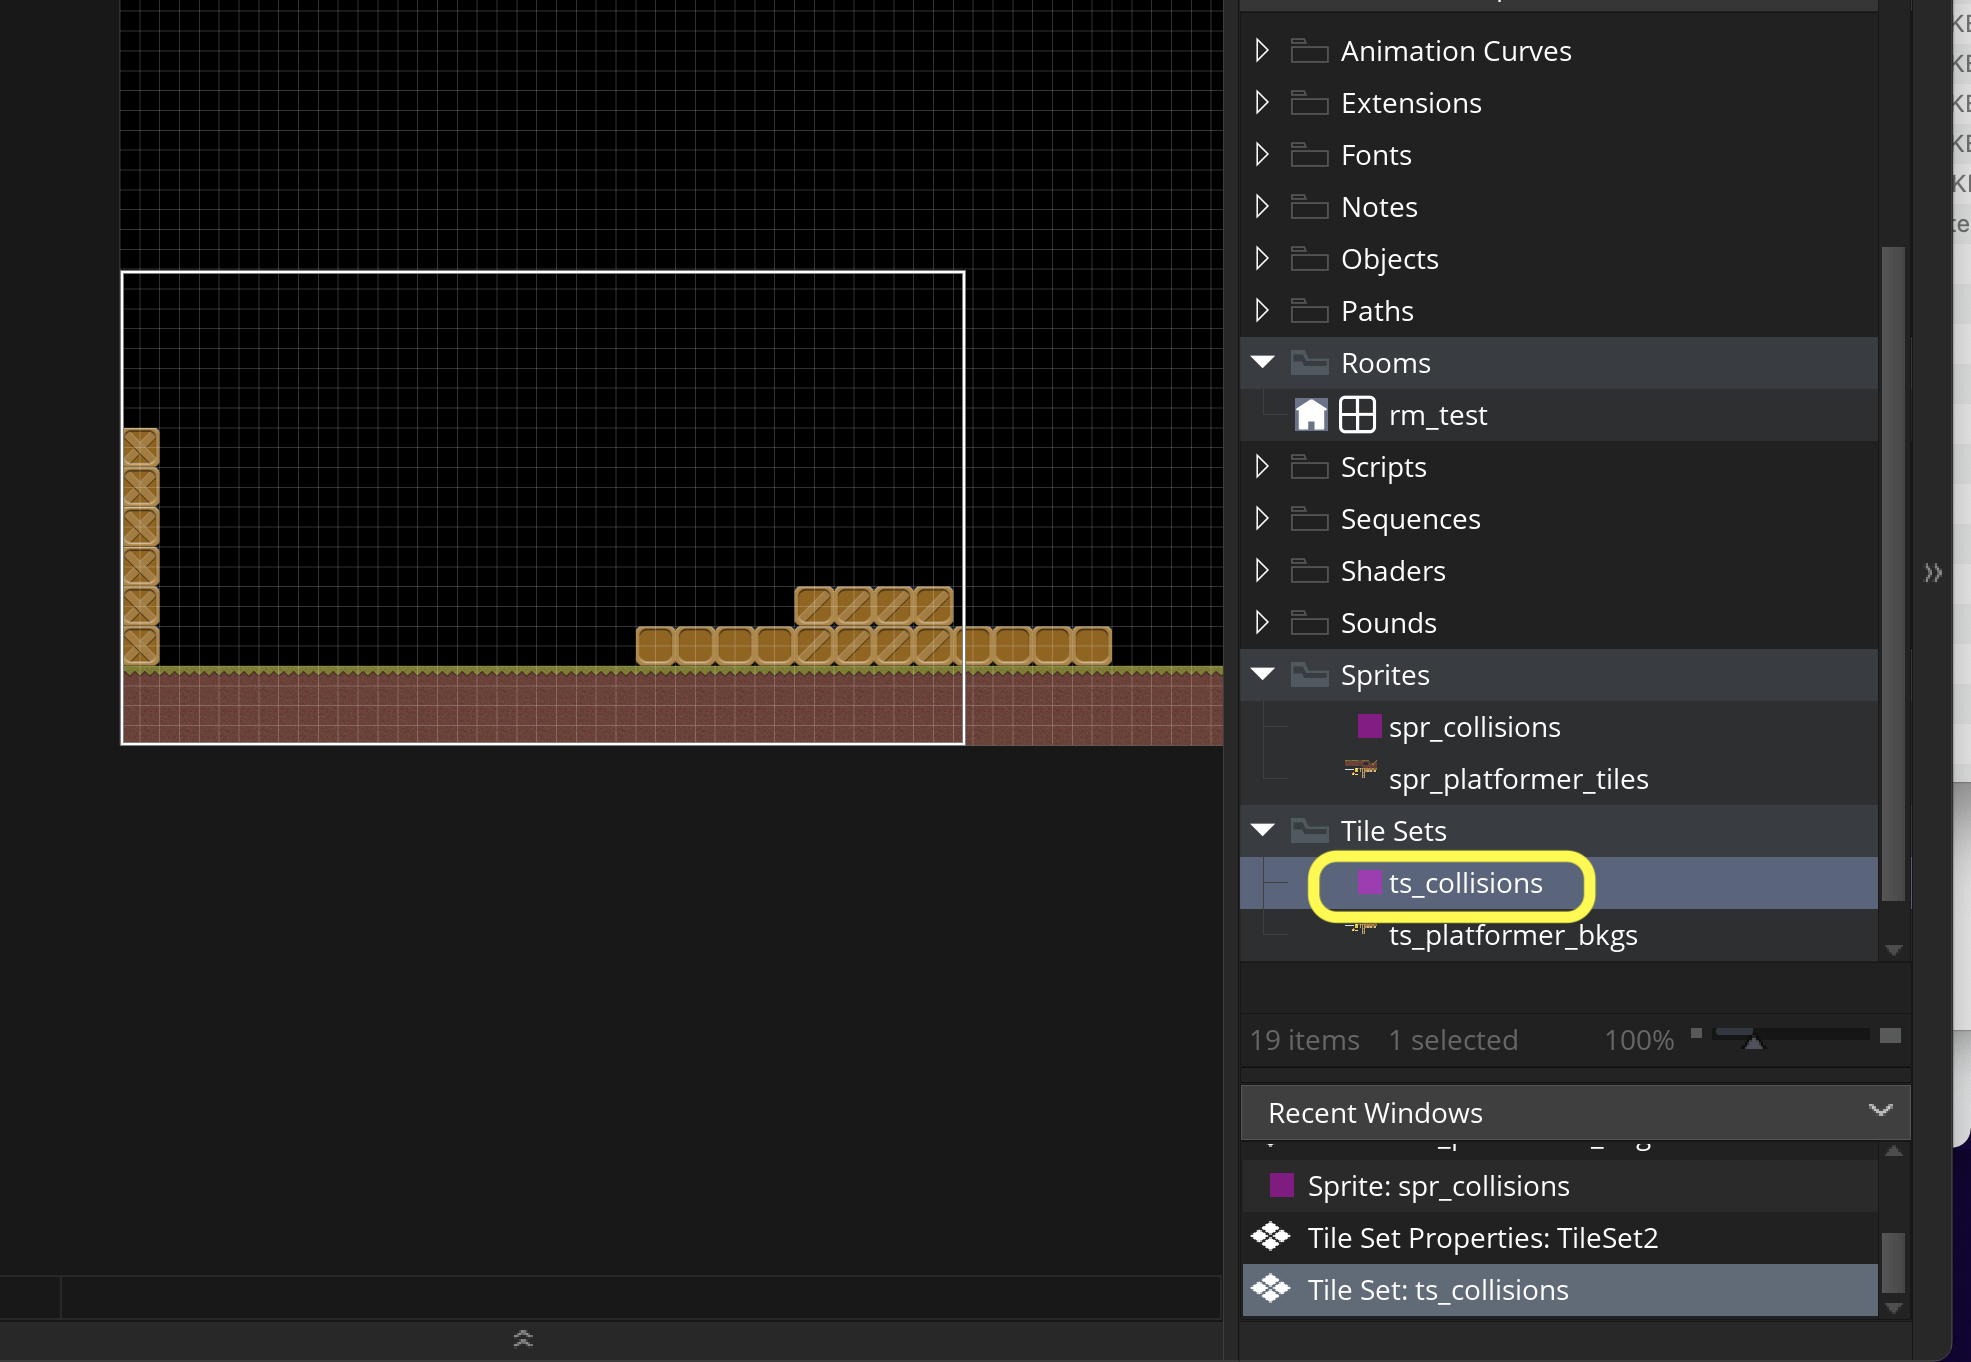 Animation Curves
Extensions
Fonts
Notes
Objects
Paths
Rooms
rm_test
Scripts
Sequences
Shaders
Sounds
Sprites
spr_collisions
spr_platformer_tiles
Tile Sets
ts_collisions
ts_platformer_bkgs
19 items 1 selected 100%
Recent Windows
Sprite: spr_collisions
Tile Set Properties: TileSet2
Tile Set: ts_collisions